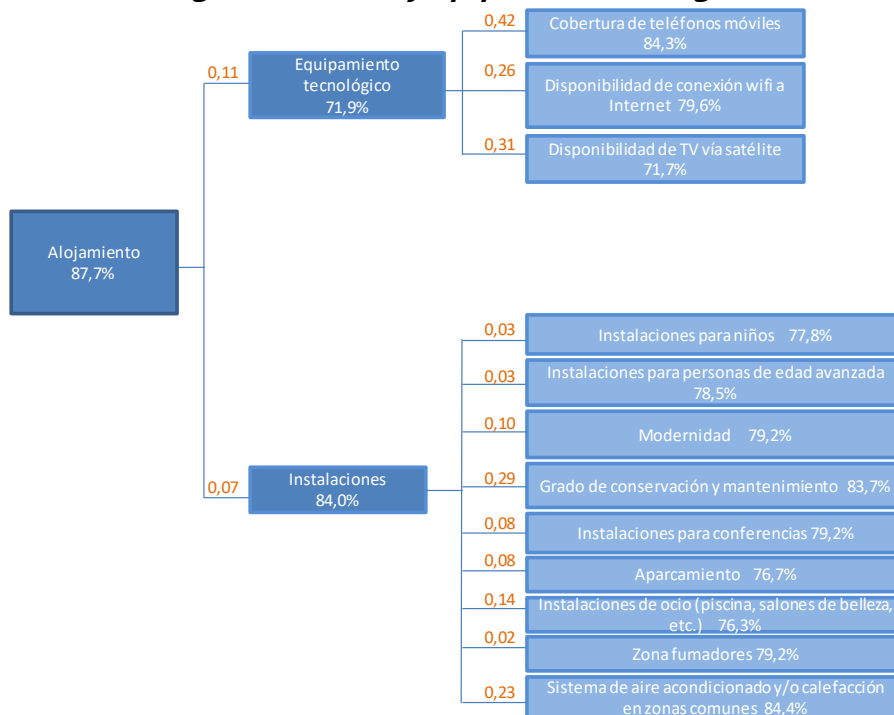 0,42
Cobertura de teléfonos móviles
84,3%
0,11
Equipamiento
tecnológico
71,9%
0,26
Disponibilidad de conexión wifi a
Internet 79,6%
0,31
Disponibilidad de TV vía satélite
71,7%
Alojamiento
87,7%
0,03
Instalaciones para niños 77,8%
0,03
Instalaciones para personas de edad avanzada
78,5%
0,10
Modernidad 79,2%
0,07
Instalaciones
84,0%
0,29
Grado de conservación y mantenimiento 83,7%
0,08
Instalaciones para conferencias 79,2%
0,08
Aparcamiento 76,7%
0,14
Instalaciones de ocio (piscina, salones de belleza,
etc.) 76,3%
0,02
Zona fumadores 79,2%
0,23
Sistema de aire acondicionado y/o calefacción
en zonas comunes 84,4%